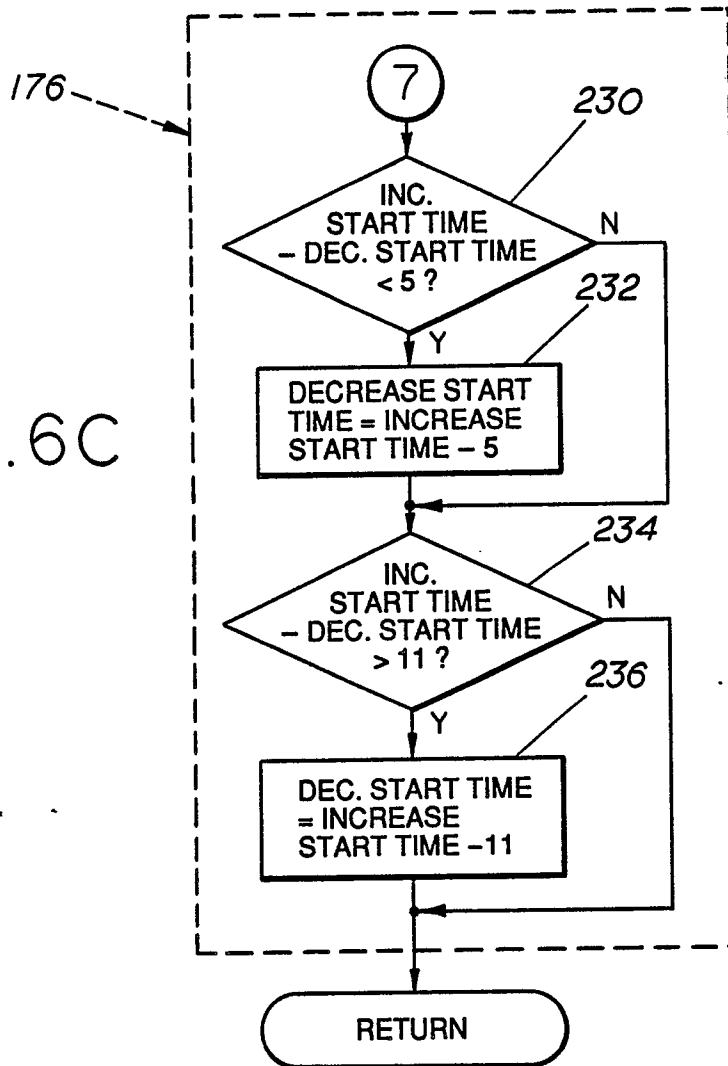 176
7
230
INC.
START TIME
– DEC. START TIME
< 5 ?
N
Y
232
DECREASE START
TIME = INCREASE
START TIME – 5
. 6C
234
INC.
START TIME
– DEC. START TIME
> 11 ?
N
Y
236
DEC. START TIME
= INCREASE
START TIME –11
RETURN